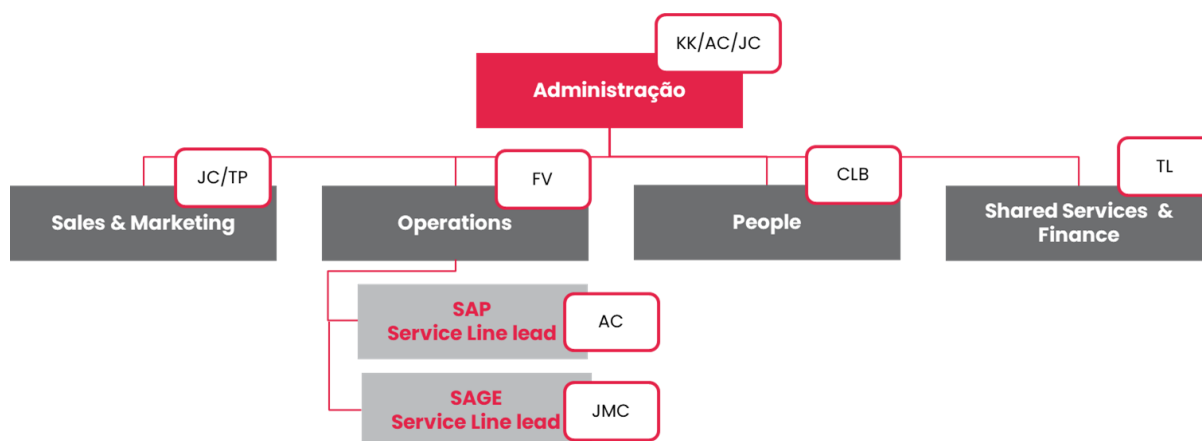 KK/AC/JC
Administração
JC/TP
Sales & Marketing
FV
Operations
CLB
People
TL
Shared Services &
Finance
SAP
Service Line lead
AC
SAGE
Service Line lead
JMC